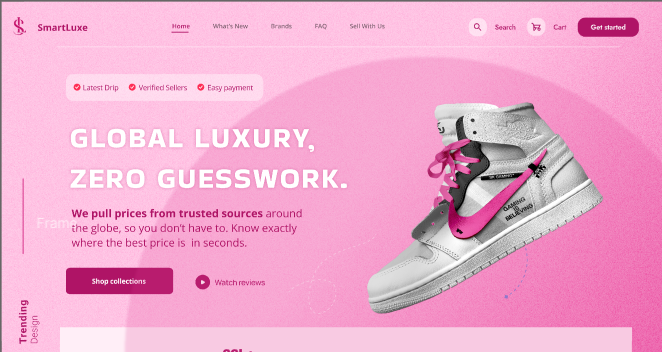 SmartLuxe
Home
What's New
Brands
FAQ
Sell With Us
Search
Cart
Get started
Latest Drip
Verified Sellers
Easy payment
GLOBAL LUXURY,
ZERO GUESSWORK.
We pull prices from trusted sources around
the globe, so you don't have to. Know exactly
where the best price is in seconds.
Frame
Shop collections
Watch reviews
Trending
Design
GAMING
IS
BELIEVING